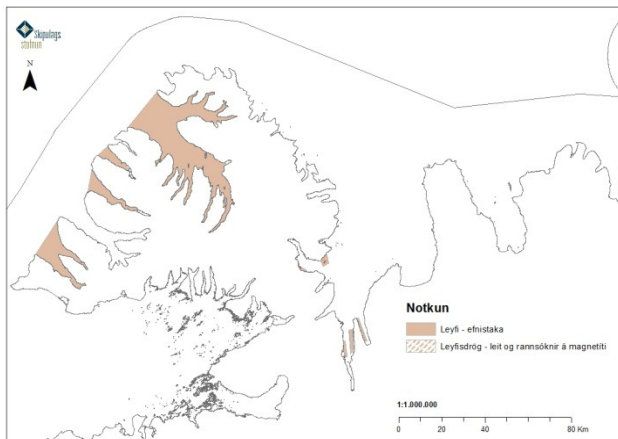 Skipulags
stofnun
N
Notkun
Leyfi - efnistaka
Leyfisdrög - leit og rannsóknir á magnetíti
1:1.000.000
0 20 40 80 Km